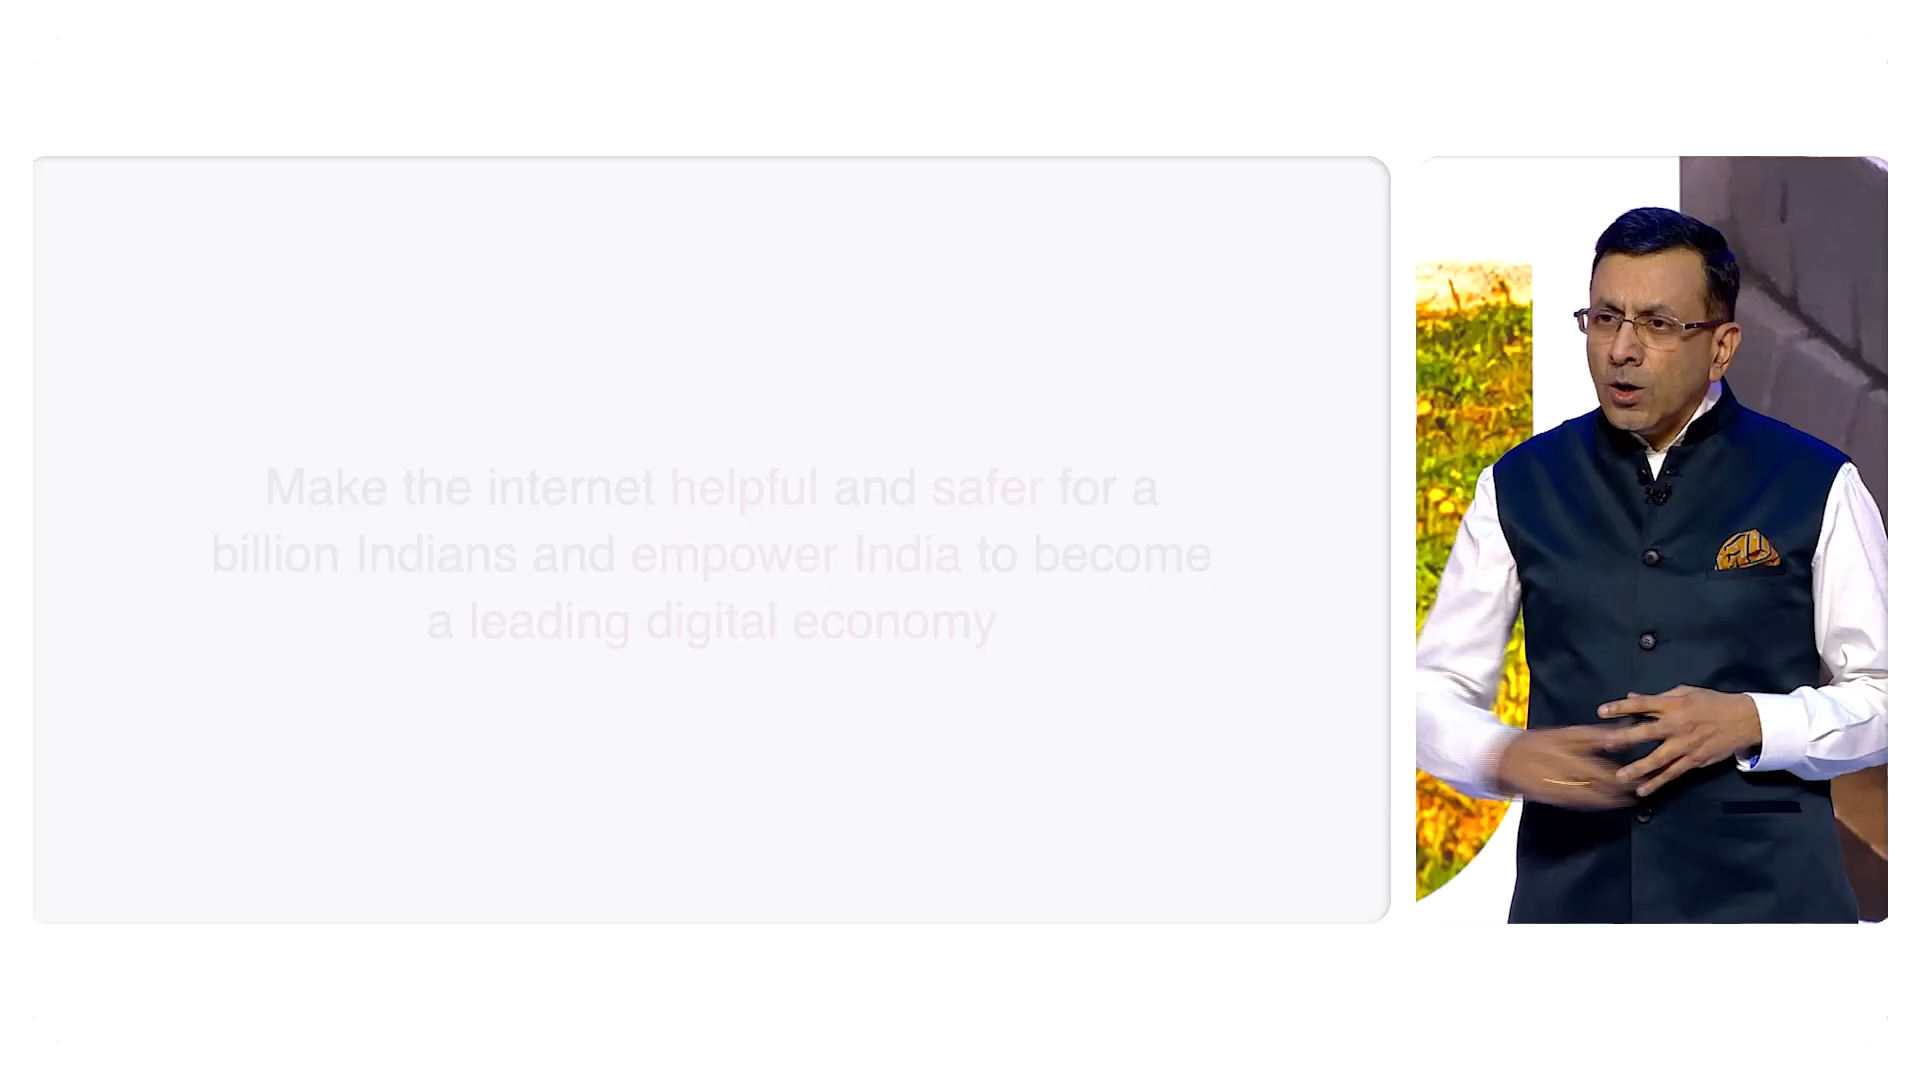 Make the internet helpful and safer for a
billion Indians and empower India to become
a leading digital economy